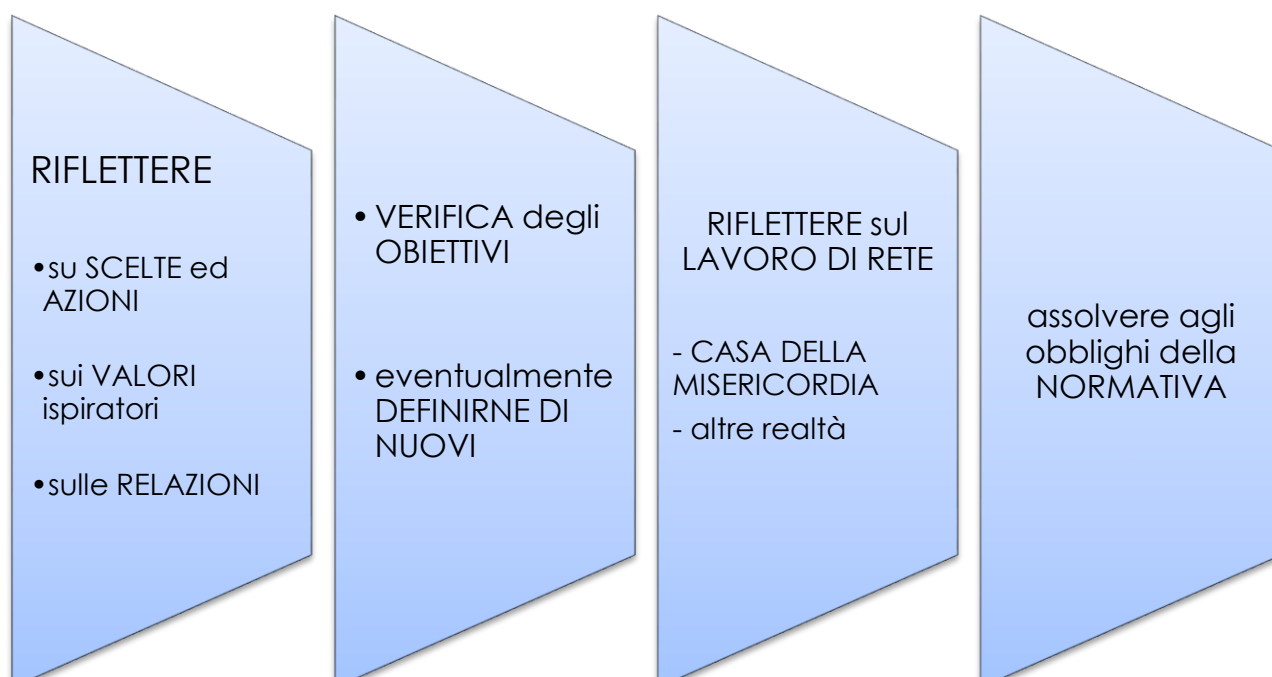 RIFLETTERE
•su SCELTE ed
AZIONI
•sui VALORI
ispiratori
•sulle RELAZIONI
• VERIFICA degli
OBIETTIVI
• eventualmente
DEFINIRNE DI
NUOVI
RIFLETTERE sul
LAVORO DI RETE
- CASA DELLA
MISERICORDIA
- altre realtà
assolvere agli
obblighi della
NORMATIVA